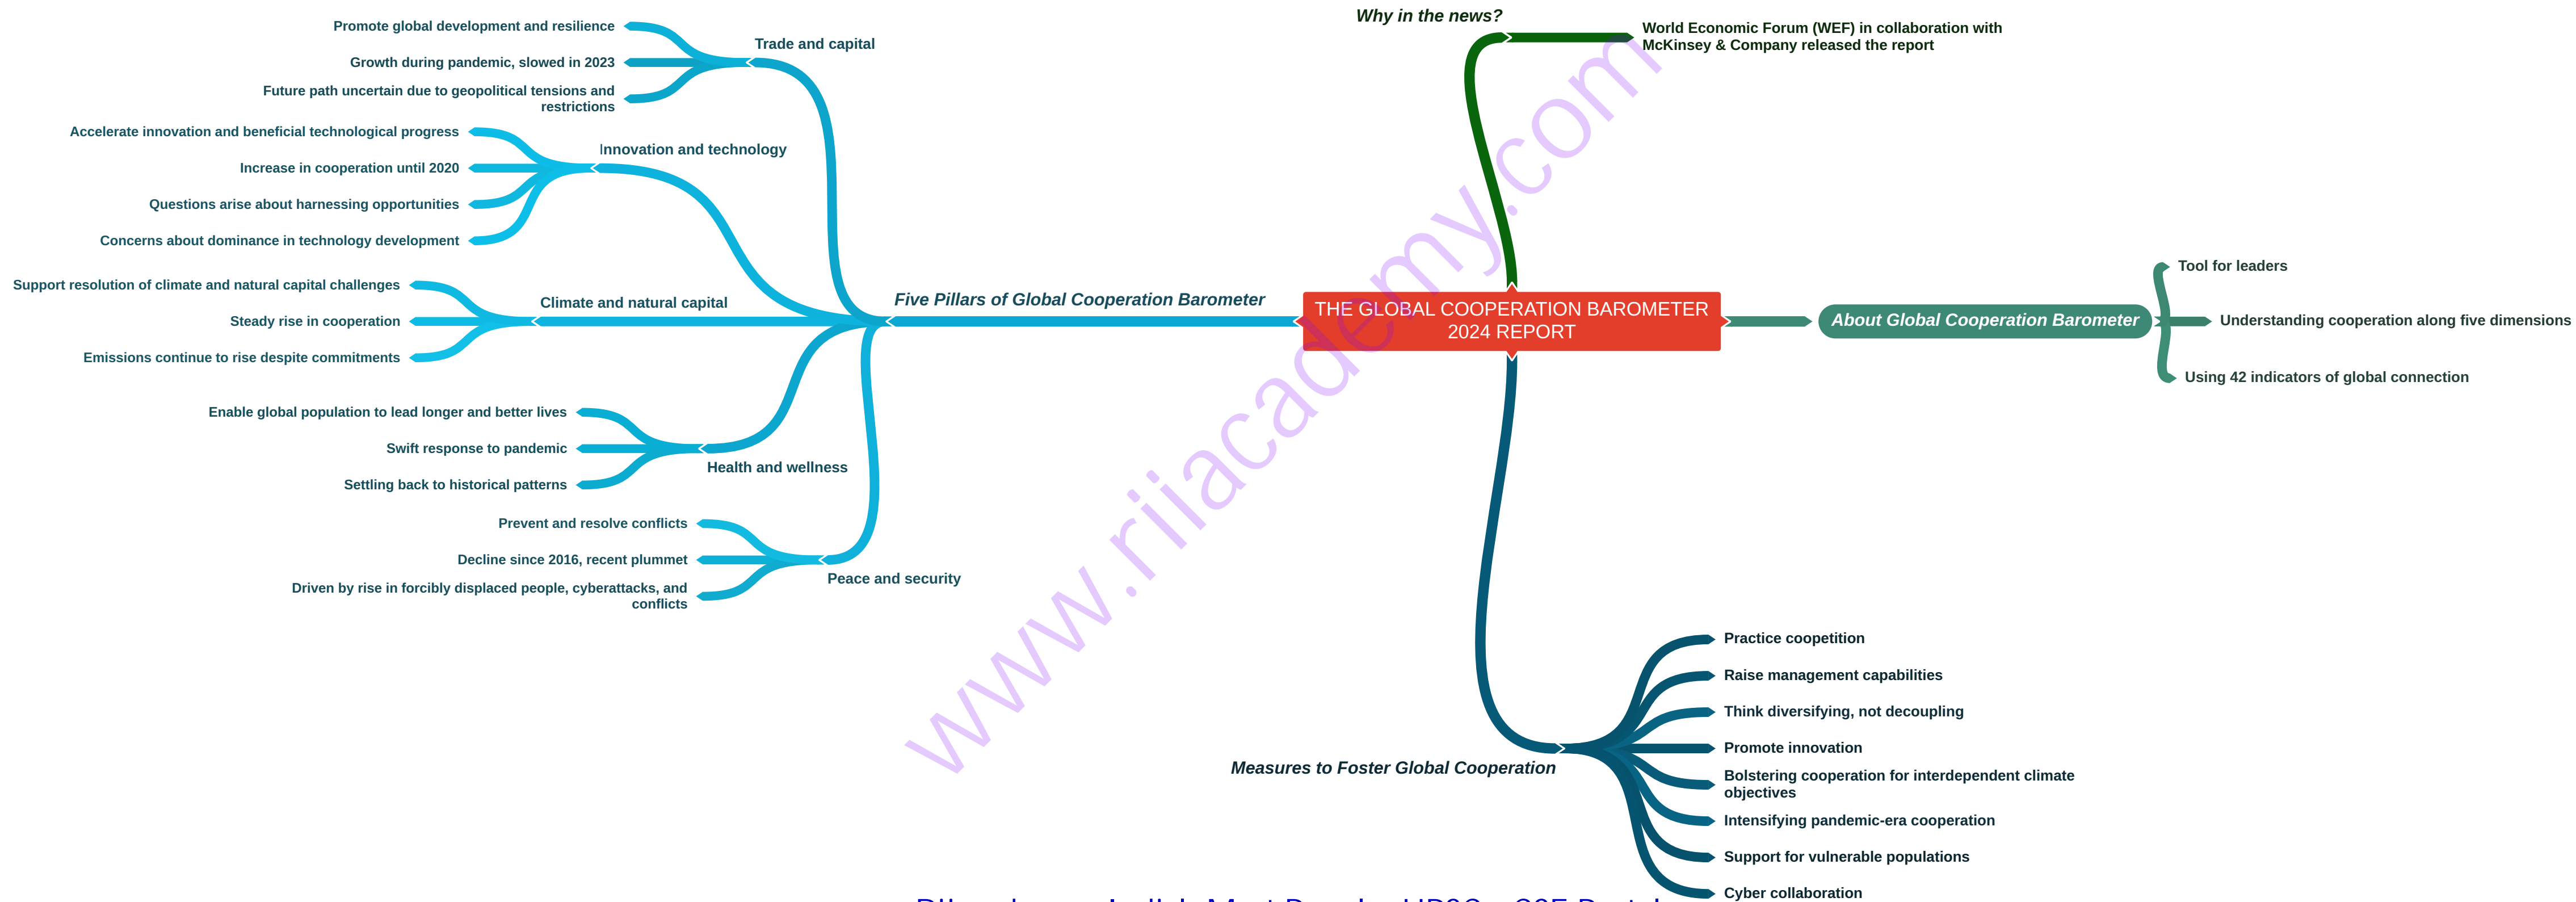 Why in the news?
World Economic Forum (WEF) in collaboration with
McKinsey & Company released the report
THE GLOBAL COOPERATION BAROMETER
2024 REPORT
About Global Cooperation Barometer
Tool for leaders
Understanding cooperation along five dimensions
Using 42 indicators of global connection
Five Pillars of Global Cooperation Barometer
Trade and capital
Promote global development and resilience
Growth during pandemic, slowed in 2023
Future path uncertain due to geopolitical tensions and
restrictions
Innovation and technology
Accelerate innovation and beneficial technological progress
Increase in cooperation until 2020
Questions arise about harnessing opportunities
Concerns about dominance in technology development
Climate and natural capital
Support resolution of climate and natural capital challenges
Steady rise in cooperation
Emissions continue to rise despite commitments
Health and wellness
Enable global population to lead longer and better lives
Swift response to pandemic
Settling back to historical patterns
Peace and security
Prevent and resolve conflicts
Decline since 2016, recent plummet
Driven by rise in forcibly displaced people, cyberattacks, and
conflicts
Measures to Foster Global Cooperation
Practice coopetition
Raise management capabilities
Think diversifying, not decoupling
Promote innovation
Bolstering cooperation for interdependent climate
objectives
Intensifying pandemic-era cooperation
Support for vulnerable populations
Cyber collaboration
www.riiacademy.com